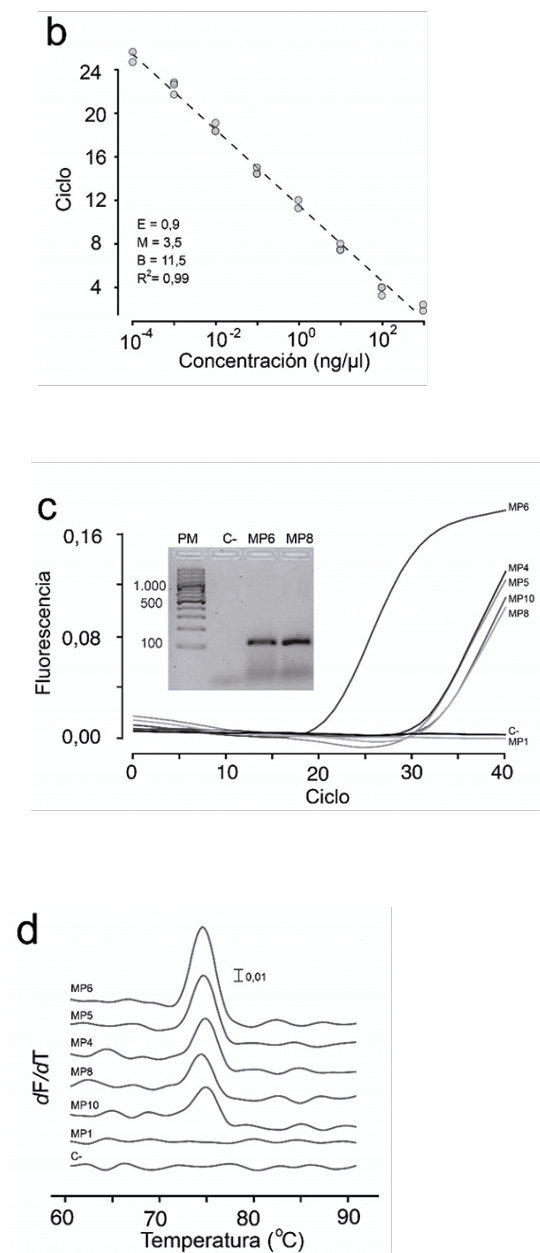 b
24
20
16
12
8
4
Ciclo
E = 0,9
M = 3,5
B = 11,5
R²= 0,99
10⁻⁴ 10⁻² 10⁰ 10²
Concentración (ng/µl)
c
0,16
0,08
0,00
Fluorescencia
PM C- MP6 MP8
1.000
500
100
MP6
MP4
MP5
MP10
MP8
C-
MP1
0 10 20 30 40
Ciclo
d
0,01
MP6
MP5
MP4
MP8
MP10
MP1
C-
dF/dT
60 70 80 90
Temperatura (°C)